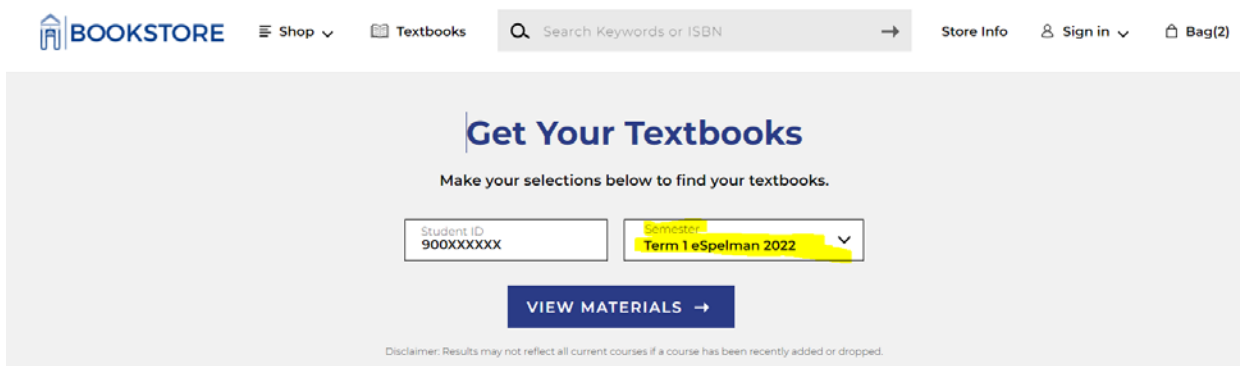 BOOKSTORE Shop Textbooks Search Keywords or ISBN Store Info Sign in Bag(2)
Get Your Textbooks
Make your selections below to find your textbooks.
Student ID Semester
900XXXXXX Term 1 eSpelman 2022
VIEW MATERIALS →
Disclaimer: Results may not reflect all current courses if a course has been recently added or dropped.